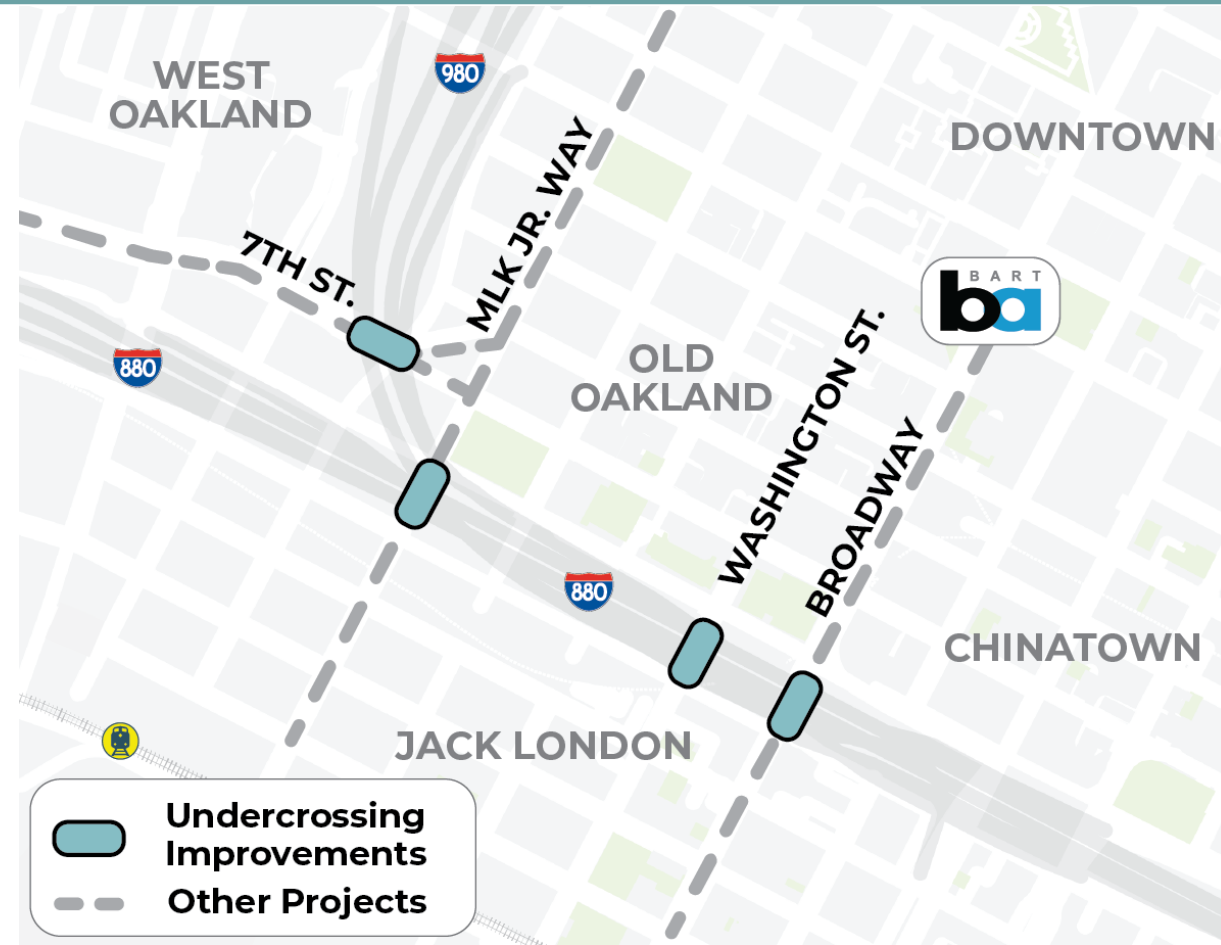 WEST
OAKLAND
980
DOWNTOWN
MLK JR. WAY
7TH ST.
BART
ba
880
OLD
OAKLAND
WASHINGTON ST.
BROADWAY
880
CHINATOWN
JACK LONDON
Undercrossing
Improvements
Other Projects